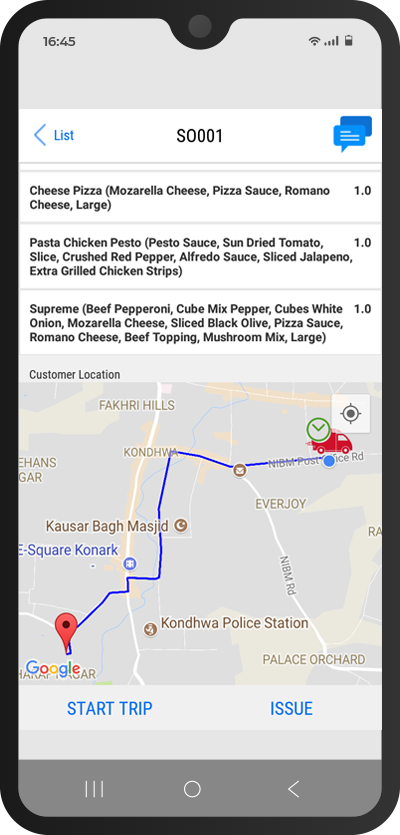 16:45
List
SO001
Cheese Pizza (Mozarella Cheese, Pizza Sauce, Romano
Cheese, Large)
1.0
Pasta Chicken Pesto (Pesto Sauce, Sun Dried Tomato,
Slice, Crushed Red Pepper, Alfredo Sauce, Sliced Jalapeno,
Extra Grilled Chicken Strips)
1.0
Supreme (Beef Pepperoni, Cube Mix Pepper, Cubes White
Onion, Mozarella Cheese, Sliced Black Olive, Pizza Sauce,
Romano Cheese, Beef Topping, Mushroom Mix, Large)
1.0
Customer Location
FAKHRI HILLS
KONDHWA
NIBM Post Office Rd
EHANS
GAR
EVERJOY
Kausar Bagh Masjid
RA
E-Square Konark
NIBM Rd
Kondhwa Police Station
PALACE ORCHARD
Google
NAGAR
START TRIP
ISSUE